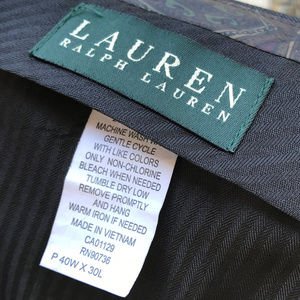 LAUREN
RALPH LAUREN
MACHINE WASH
GENTLE CYCLE
WITH LIKE COLORS
ONLY NON-CHLORINE
BLEACH WHEN NEEDED
TUMBLE DRY LOW
REMOVE PROMPTLY
AND HANG
WARM IRON IF NEEDED
MADE IN VIETNAM
CA01129
RN90736
P 40W X 30L